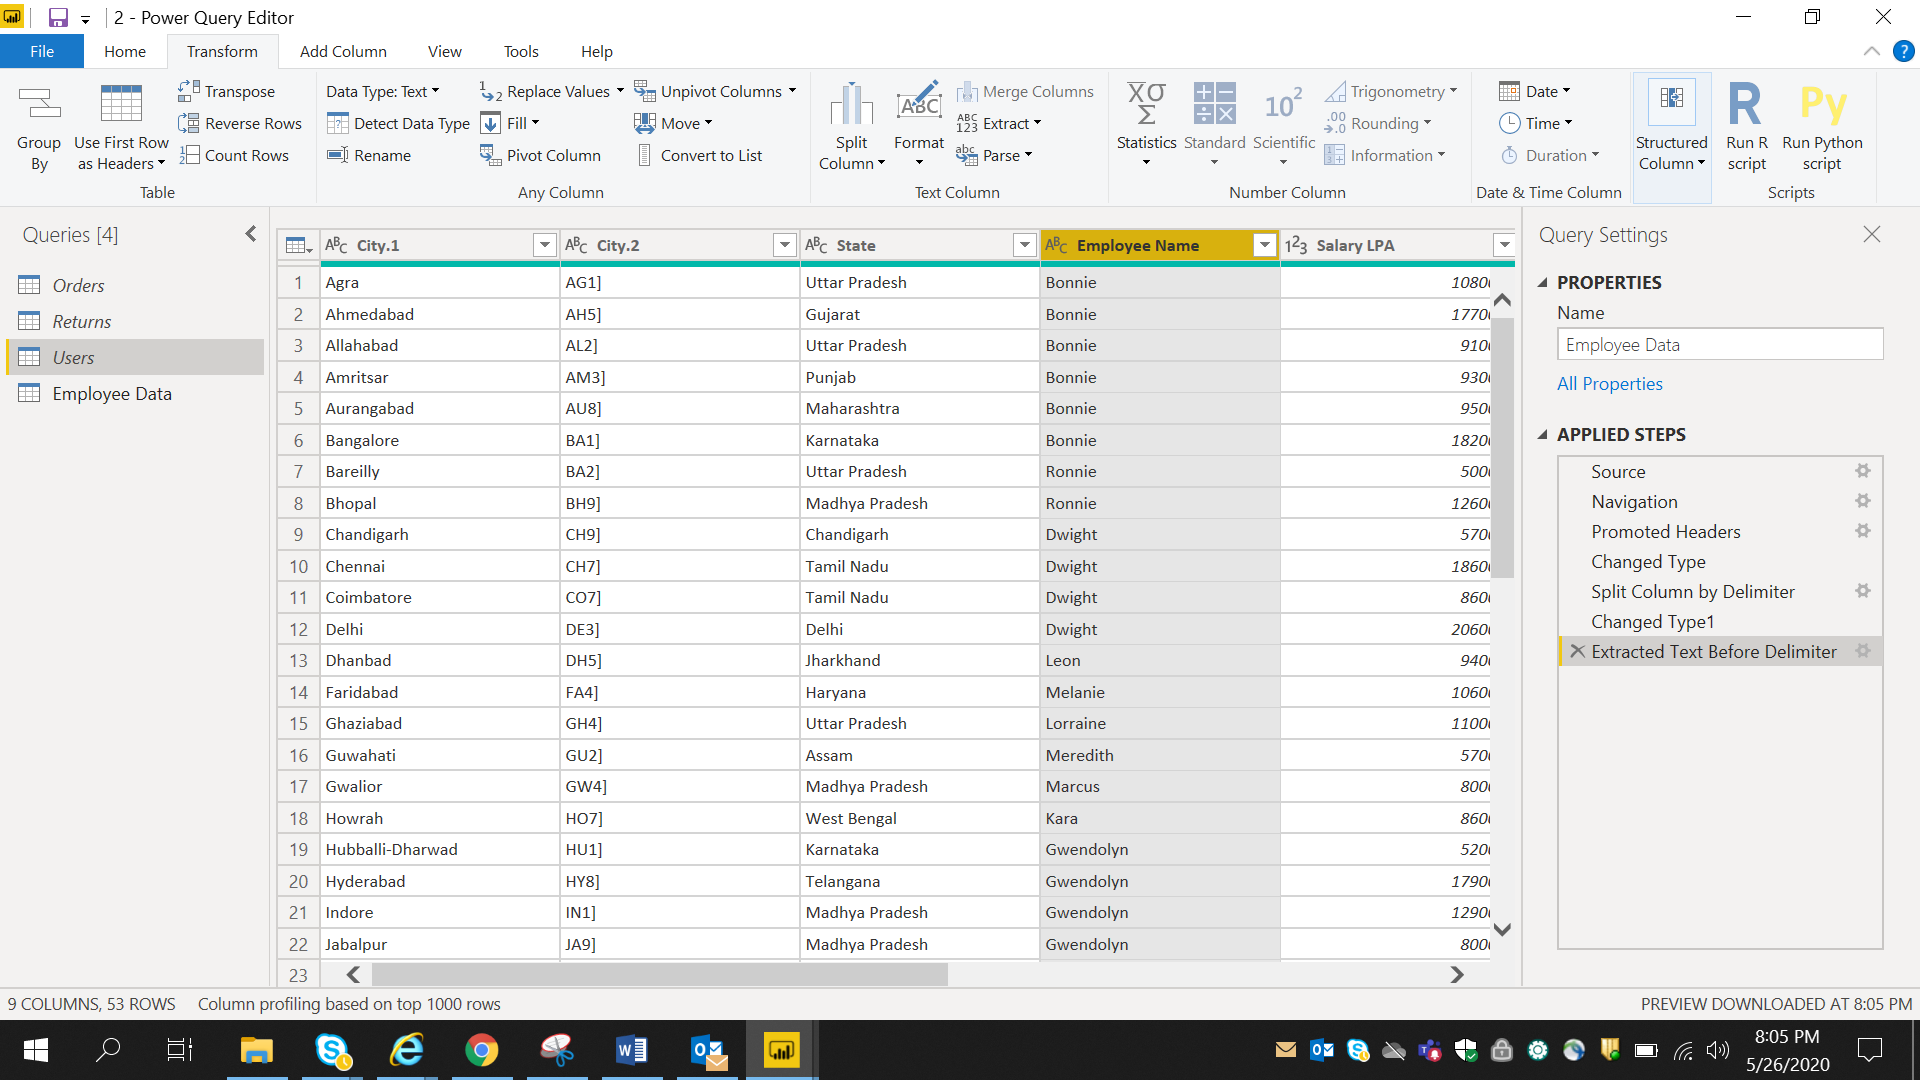 2 - Power Query Editor
File Home Transform Add Column View Tools Help
Group By
Use First Row as Headers
Transpose
Reverse Rows
Count Rows
Table
Data Type: Text
Detect Data Type
Rename
Replace Values
Fill
Pivot Column
Unpivot Columns
Move
Convert to List
Any Column
Split Column
Format
Merge Columns
Extract
Parse
Text Column
Statistics
Standard
Scientific
Trigonometry
Rounding
Information
Number Column
Date
Time
Duration
Date & Time Column
Structured Column
Run R script
Run Python script
Scripts
Queries [4]
Orders
Returns
Users
Employee Data
City.1 City.2 State Employee Name Salary LPA
1 Agra AG1] Uttar Pradesh Bonnie
2 Ahmedabad AH5] Gujarat Bonnie
3 Allahabad AL2] Uttar Pradesh Bonnie
4 Amritsar AM3] Punjab Bonnie
5 Aurangabad AU8] Maharashtra Bonnie
6 Bangalore BA1] Karnataka Bonnie
7 Bareilly BA2] Uttar Pradesh Ronnie
8 Bhopal BH9] Madhya Pradesh Ronnie
9 Chandigarh CH9] Chandigarh Dwight
10 Chennai CH7] Tamil Nadu Dwight
11 Coimbatore CO7] Tamil Nadu Dwight
12 Delhi DE3] Delhi Dwight
13 Dhanbad DH5] Jharkhand Leon
14 Faridabad FA4] Haryana Melanie
15 Ghaziabad GH4] Uttar Pradesh Lorraine
16 Guwahati GU2] Assam Meredith
17 Gwalior GW4] Madhya Pradesh Marcus
18 Howrah HO7] West Bengal Kara
19 Hubballi-Dharwad HU1] Karnataka Gwendolyn
20 Hyderabad HY8] Telangana Gwendolyn
21 Indore IN1] Madhya Pradesh Gwendolyn
22 Jabalpur JA9] Madhya Pradesh Gwendolyn
23
Query Settings
PROPERTIES
Name
Employee Data
All Properties
APPLIED STEPS
Source
Navigation
Promoted Headers
Changed Type
Split Column by Delimiter
Changed Type1
Extracted Text Before Delimiter
9 COLUMNS, 53 ROWS Column profiling based on top 1000 rows
PREVIEW DOWNLOADED AT 8:05 PM
8:05 PM
5/26/2020